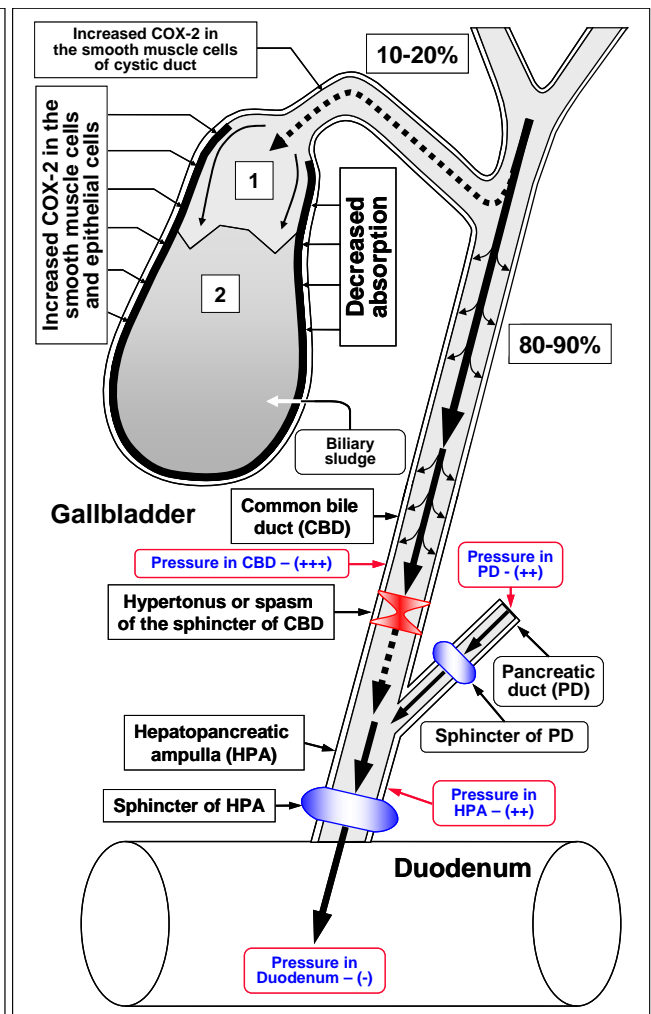 Increased COX-2 in
the smooth muscle cells
of cystic duct
10-20%
Increased COX-2 in the
smooth muscle cells
and epithelial cells
1
Decreased
absorption
2
80-90%
Biliary
sludge
Gallbladder
Common bile
duct (CBD)
Pressure in CBD – (+++)
Pressure in
PD - (++)
Hypertonus or spasm
of the sphincter of CBD
Pancreatic
duct (PD)
Sphincter of PD
Hepatopancreatic
ampulla (HPA)
Sphincter of HPA
Pressure in
HPA – (++)
Duodenum
Pressure in
Duodenum – (-)